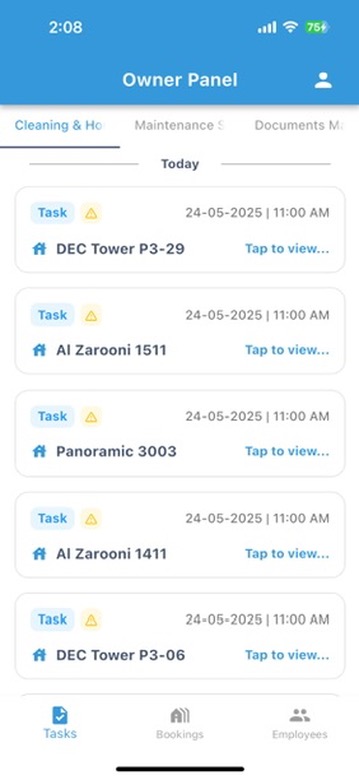 2:08
75
Owner Panel
Cleaning & Ho
Maintenance S
Documents Ma
Today
Task
24-05-2025 | 11:00 AM
DEC Tower P3-29
Tap to view...
Task
24-05-2025 | 11:00 AM
Al Zarooni 1511
Tap to view...
Task
24-05-2025 | 11:00 AM
Panoramic 3003
Tap to view...
Task
24-05-2025 | 11:00 AM
Al Zarooni 1411
Tap to view...
Task
24-05-2025 | 11:00 AM
DEC Tower P3-06
Tap to view...
Tasks
Bookings
Employees